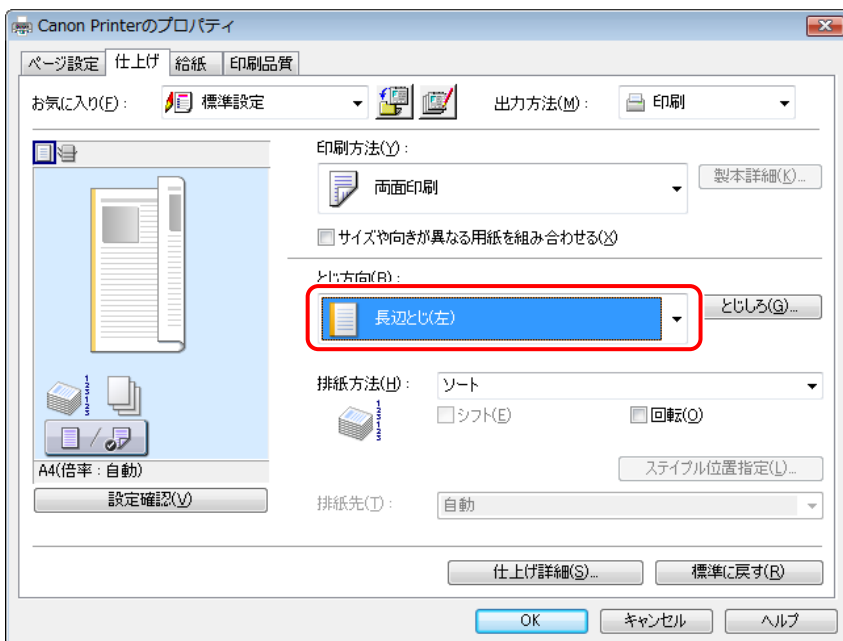 Canon Printerのプロパティ
ページ設定 仕上げ 給紙 印刷品質
お気に入り(F): 標準設定 出力方法(M): 印刷
印刷方法(Y):
両面印刷 製本詳細(K)...
サイズや向きが異なる用紙を組み合わせる(X)
とじ方向(B):
長辺とじ(左) とじしろ(G)...
排紙方法(H): ソート
シフト(E) 回転(O)
A4(倍率:自動) ステイプル位置指定(L)...
設定確認(V) 排紙先(T): 自動
仕上げ詳細(S)... 標準に戻す(R)
OK キャンセル ヘルプ